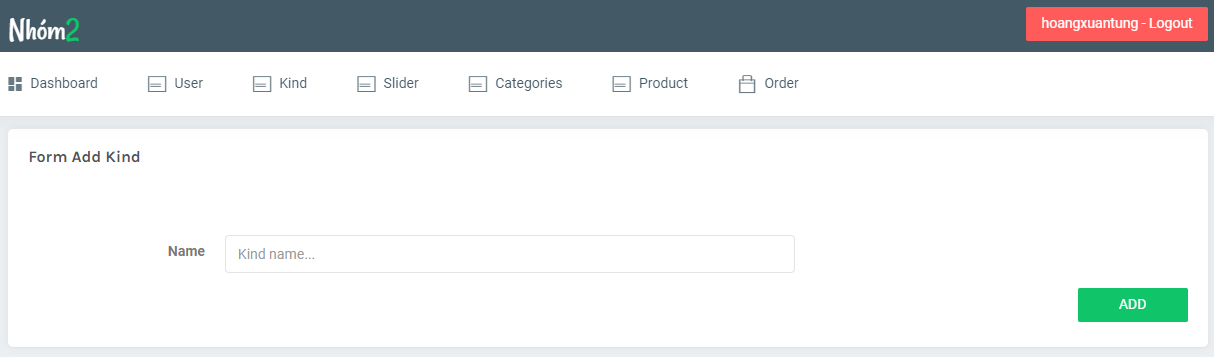 Nhóm2
hoangxuantung - Logout
Dashboard User Kind Slider Categories Product Order
Form Add Kind
Name Kind name...
ADD